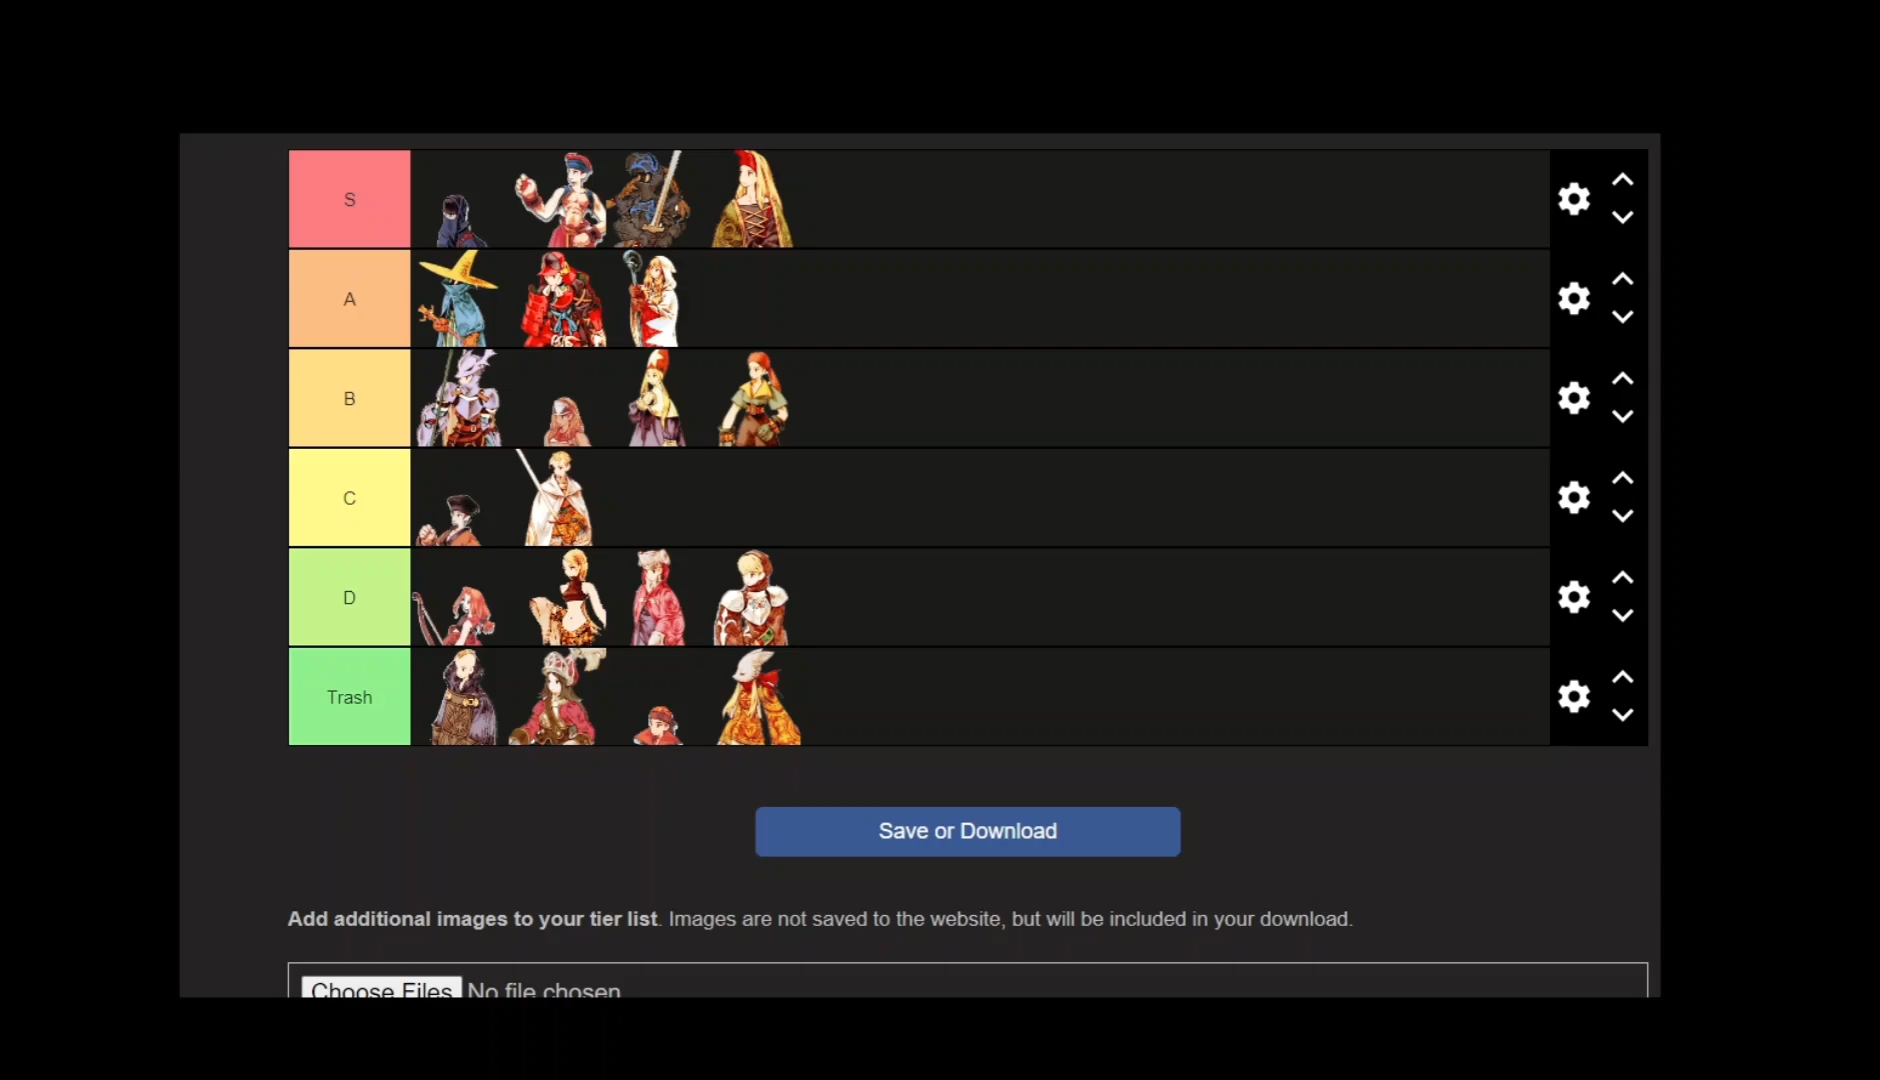 S
A
B
C
D
Trash
Save or Download
Add additional images to your tier list. Images are not saved to the website, but will be included in your download.
Choose Files No file chosen